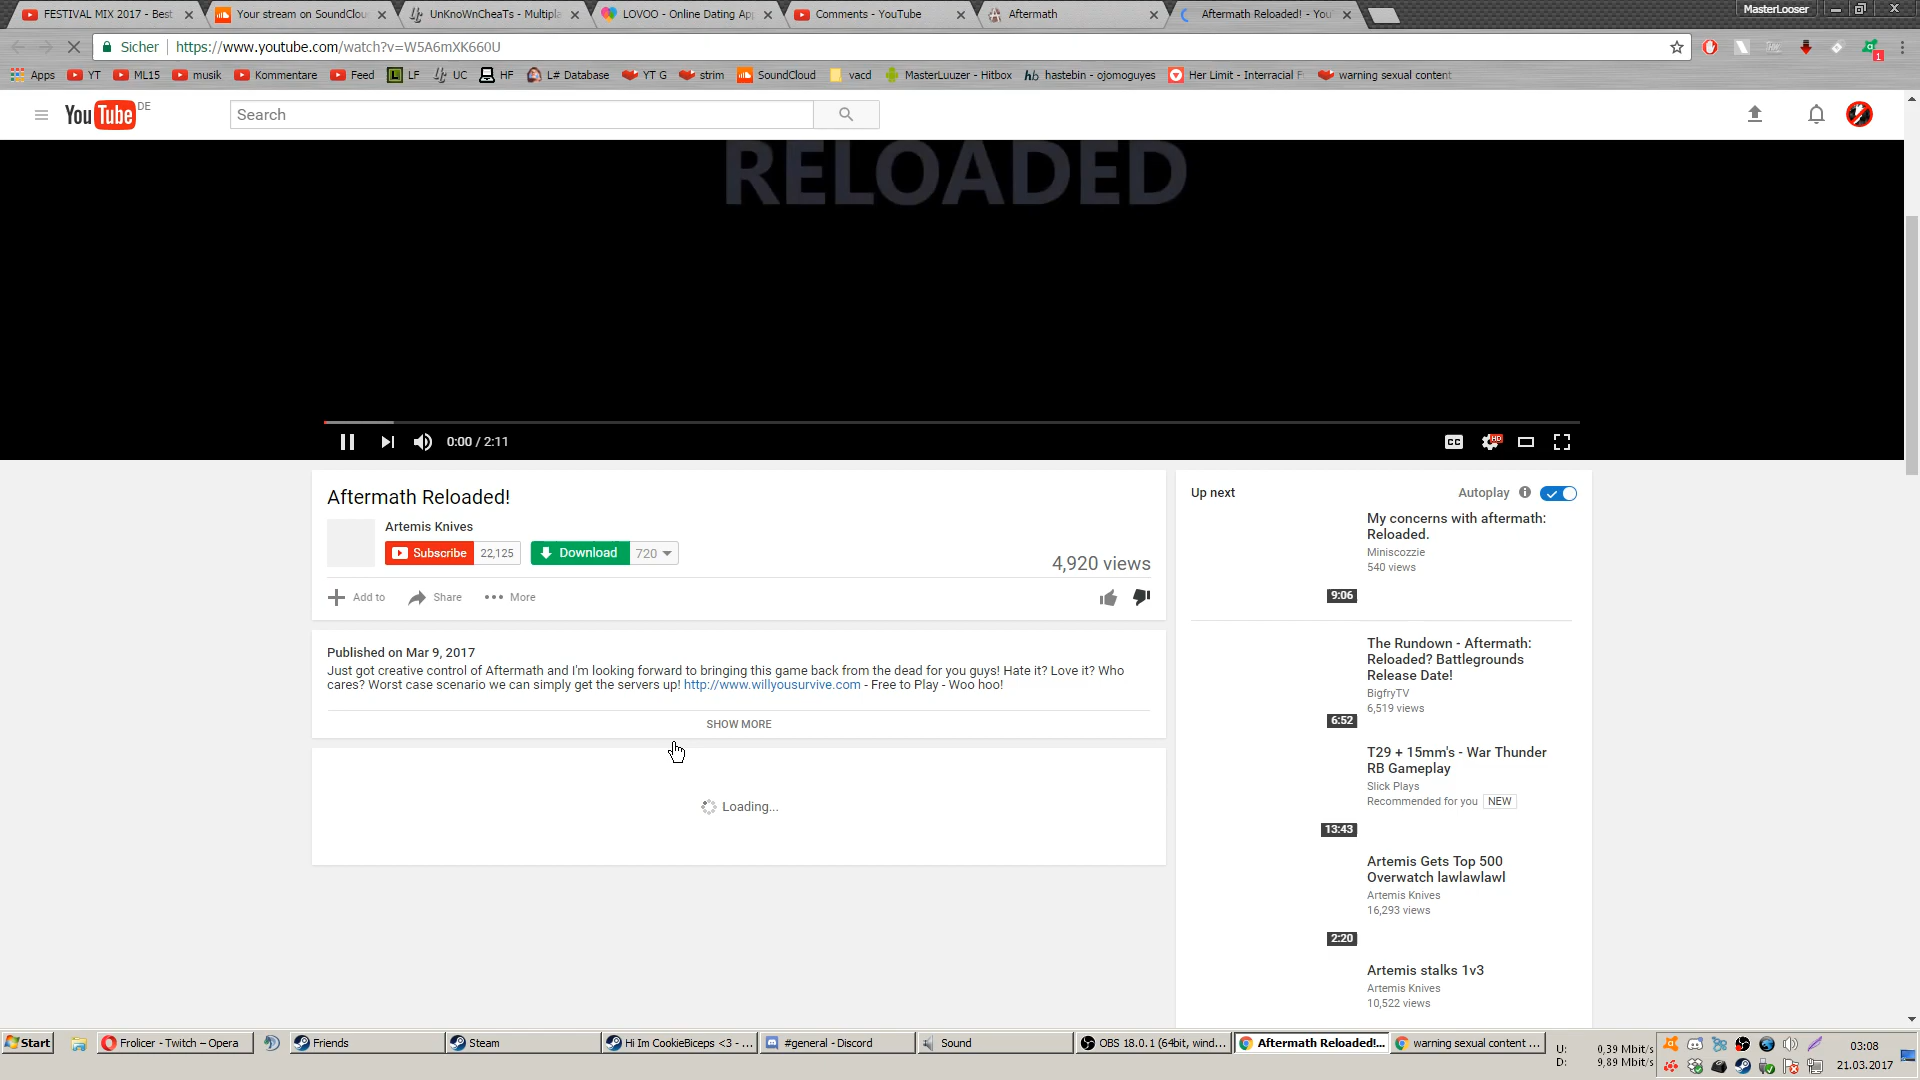 FESTIVAL MIX 2017 - Best
Your stream on SoundClou
UnKnoWnCheaTs - Multipla
LOVOO - Online Dating Ap
Comments - YouTube
Aftermath
Aftermath Reloaded! - You
MasterLooser
Sicher
https://www.youtube.com/watch?v=W5A6mXK660U
Apps
YT
ML15
musik
Kommentare
Feed
LF
UC
HF
L# Database
YT G
strim
SoundCloud
vacd
MasterLuuzer - Hitbox
hb hastebin - ojomoguyes
Her Limit - Interracial F
warning sexual content
YouTube DE
Search
RELOADED
0:00 / 2:11
CC
HD
Aftermath Reloaded!
Artemis Knives
Subscribe 22,125
Download 720
4,920 views
Add to
Share
More
Published on Mar 9, 2017
Just got creative control of Aftermath and I'm looking forward to bringing this game back from the dead for you guys! Hate it? Love it? Who
cares? Worst case scenario we can simply get the servers up! http://www.willyousurvive.com - Free to Play - Woo hoo!
SHOW MORE
Loading...
Up next
Autoplay
My concerns with aftermath:
Reloaded.
Miniscozzie
540 views
9:06
The Rundown - Aftermath:
Reloaded? Battlegrounds
Release Date!
BigfryTV
6,519 views
6:52
T29 + 15mm's - War Thunder
RB Gameplay
Slick Plays
Recommended for you NEW
13:43
Artemis Gets Top 500
Overwatch lawlawlawl
Artemis Knives
16,293 views
2:20
Artemis stalks 1v3
Artemis Knives
10,522 views
Start
Frolicer - Twitch – Opera
Friends
Steam
Hi Im CookieBiceps <3 - ...
#general - Discord
Sound
OBS 18.0.1 (64bit, wind...
Aftermath Reloaded!...
warning sexual content ...
U: 0,39 Mbit/s
D: 9,89 Mbit/s
03:08
21.03.2017